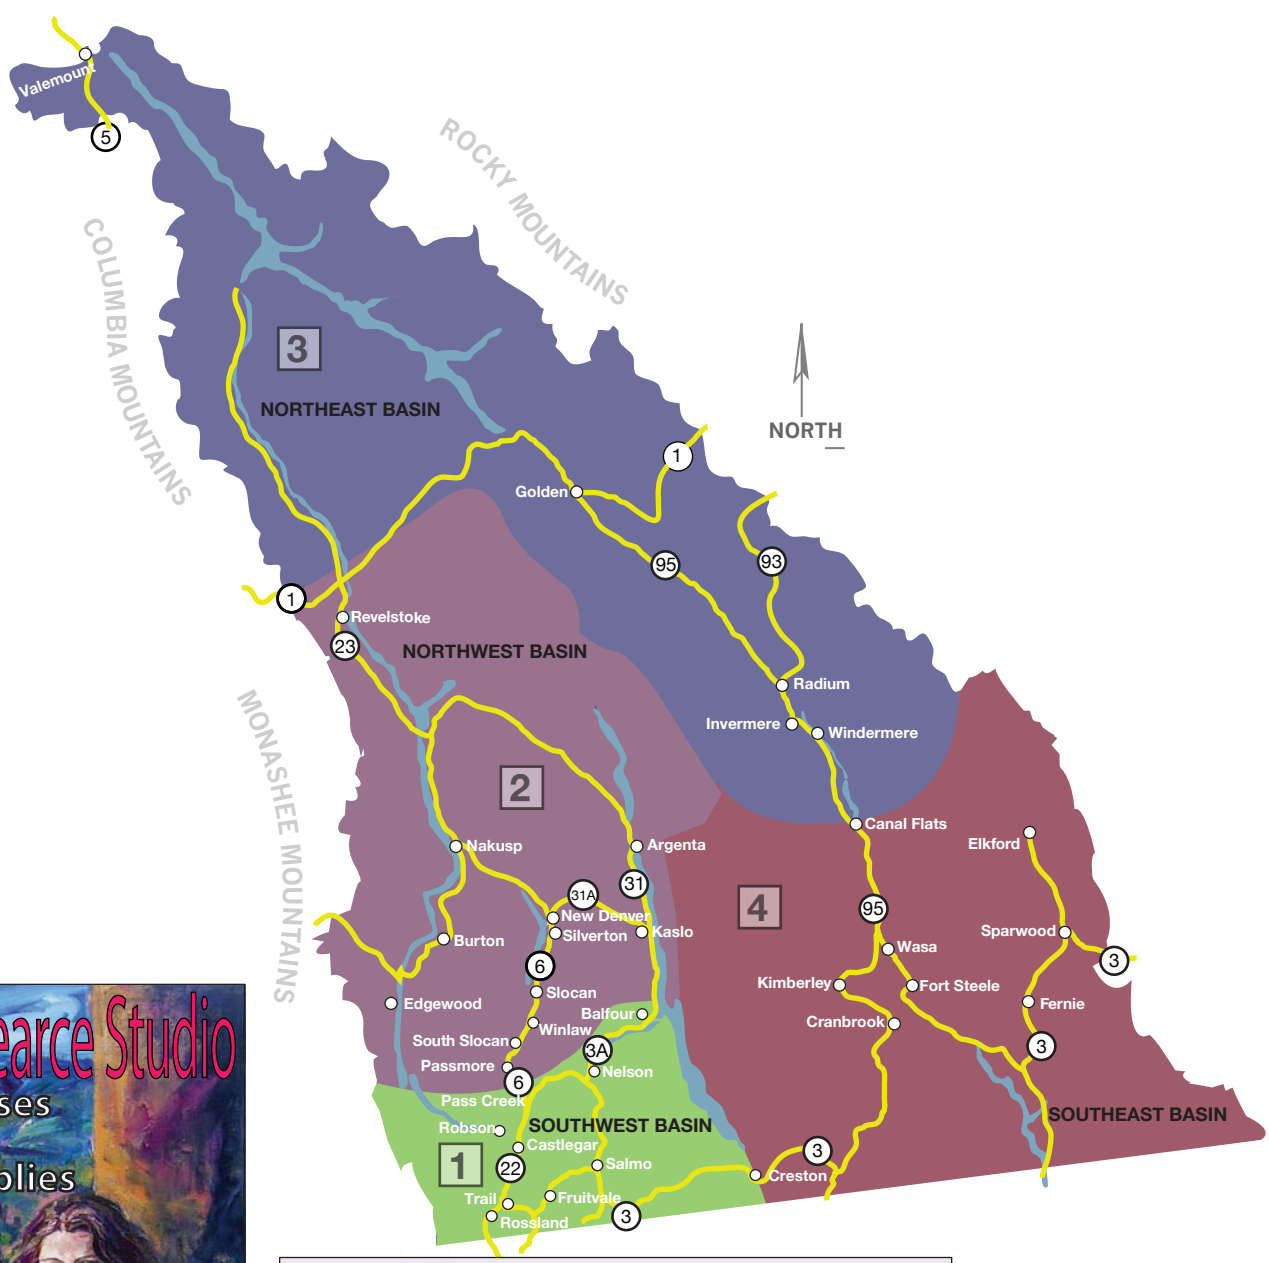 Valemount
5
ROCKY MOUNTAINS
COLUMBIA MOUNTAINS
3
NORTHEAST BASIN
NORTH
1
Golden
95
93
1
Revelstoke
23
NORTHWEST BASIN
Radium
Invermere
Windermere
MONASHEE MOUNTAINS
2
Canal Flats
Elkford
Nakusp
Argenta
31A
31
4
95
New Denver
Silverton
Kaslo
Burton
Sparwood
Wasa
3
6
Kimberley
Fort Steele
Slocan
Edgewood
Fernie
Balfour
Winlaw
Cranbrook
South Slocan
3A
3
Passmore
Nelson
6
Pass Creek
SOUTHWEST BASIN
SOUTHEAST BASIN
Robson
Castlegar
1
22
Salmo
3
Creston
Trail
Fruitvale
Rossland
3
earce Studio
ses
plies